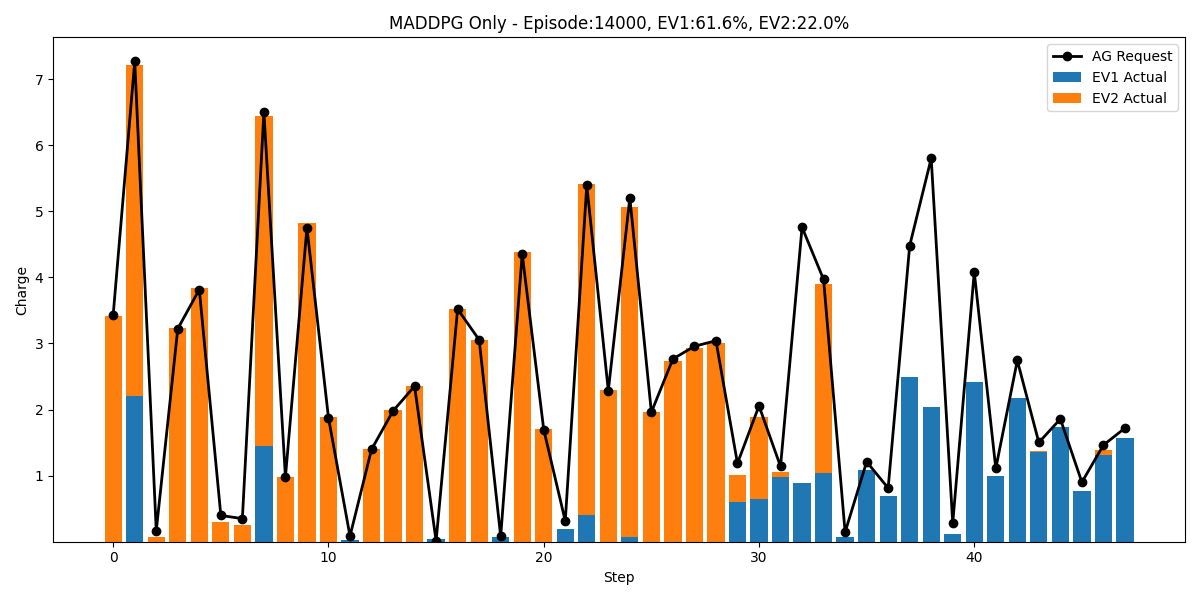 MADDPG Only - Episode:14000, EV1:61.6%, EV2:22.0%
AG Request
EV1 Actual
EV2 Actual
Charge
7
6
5
4
3
2
1
0 10 20 30 40
Step